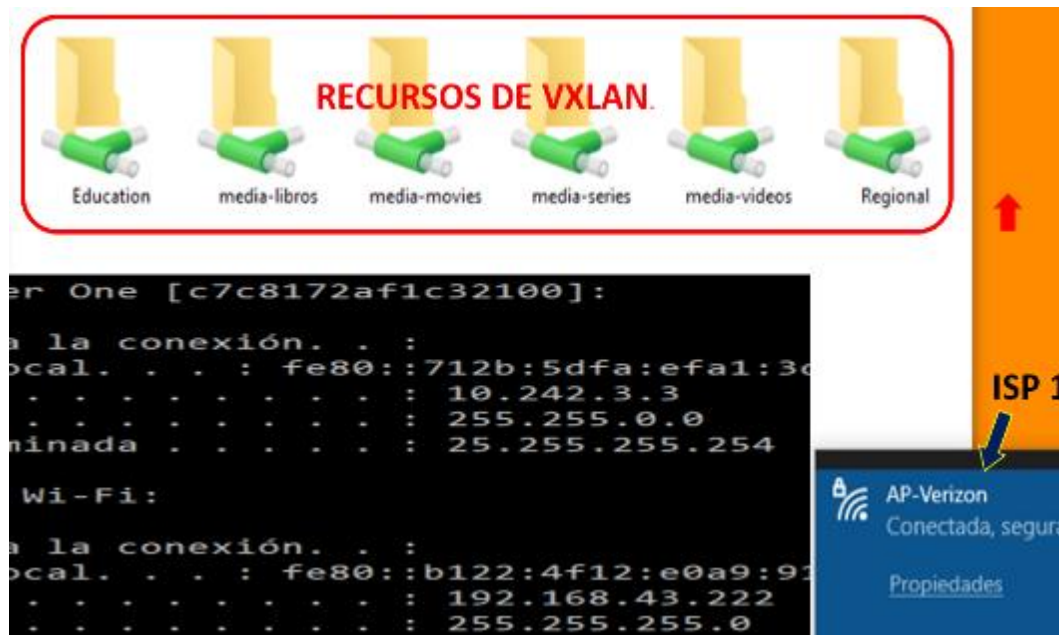 RECURSOS DE VXLAN.
Education media-libros media-movies media-series media-videos Regional
er One [c7c8172af1c32100]:
a la conexión. . :
ocal. . . : fe80::712b:5dfa:efa1:3c
. . . . . . . : 10.242.3.3
. . . . . . . : 255.255.0.0
minada . . . . . : 25.255.255.254
Wi-Fi:
a la conexión. . :
ocal. . . : fe80::b122:4f12:e0a9:91
. . . . . . . : 192.168.43.222
. . . . . . . : 255.255.255.0
ISP 1
AP-Verizon
Conectada, segura
Propiedades